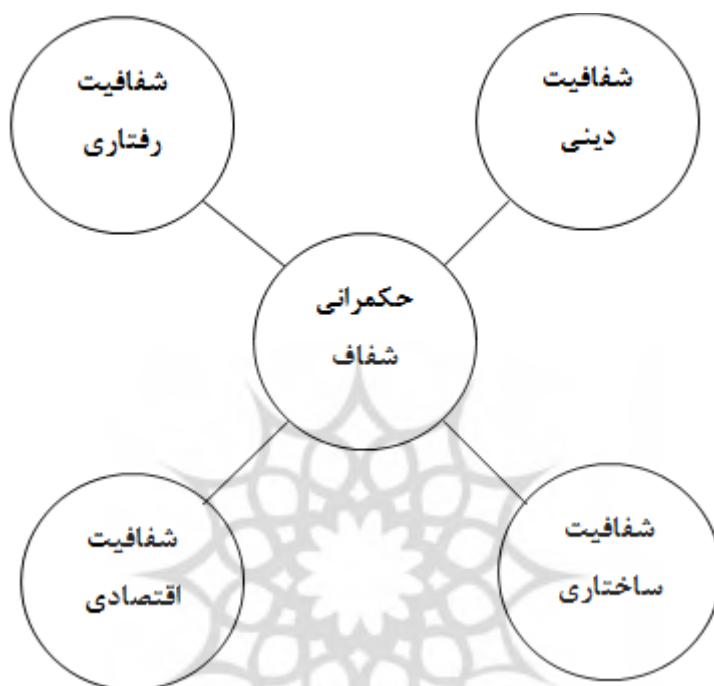 شفافیت
دینی
شفافیت
رفتاری
حکمرانی
شفاف
شفافیت
ساختاری
شفافیت
اقتصادی